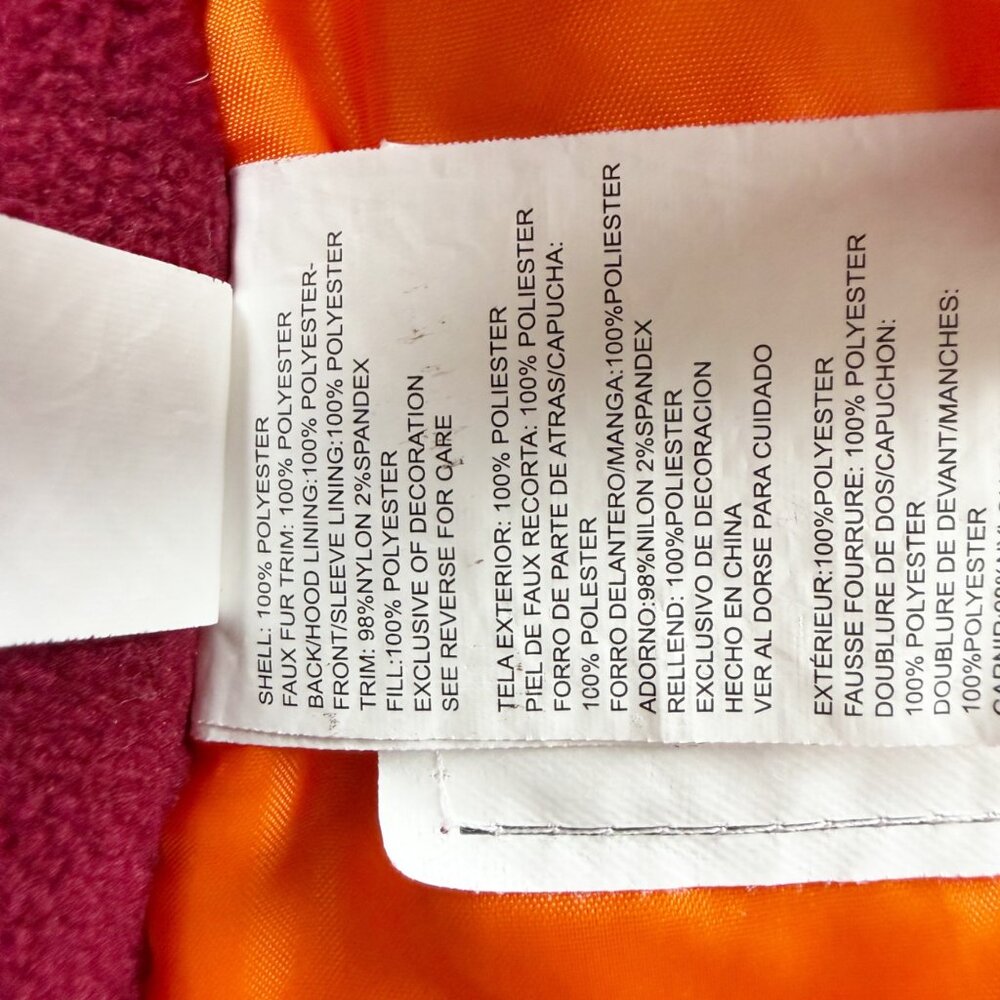 SHELL: 100% POLYESTER
FAUX FUR TRIM: 100% POLYESTER
BACK/HOOD LINING:100% POLYESTER-
FRONT/SLEEVE LINING:100% POLYESTER
TRIM: 98%NYLON 2%SPANDEX
FILL:100% POLYESTER
EXCLUSIVE OF DECORATION
SEE REVERSE FOR CARE
TELA EXTERIOR: 100% POLIESTER
PIEL DE FAUX RECORTA: 100% POLIESTER
FORRO DE PARTE DE ATRAS/CAPUCHA:
100% POLESTER
FORRO DELANTERO/MANGA:100%POLIESTER
ADORNO:98%NILON 2%SPANDEX
RELLEND: 100%POLIESTER
EXCLUSIVO DE DECORACION
HECHO EN CHINA
VER AL DORSE PARA CUIDADO
EXTÉRIEUR:100%POLYESTER
FAUSSE FOURRURE: 100% POLYESTER
DOUBLURE DE DOS/CAPUCHON:
100% POLYESTER
DOUBLURE DE DEVANT/MANCHES:
100%POLYESTER